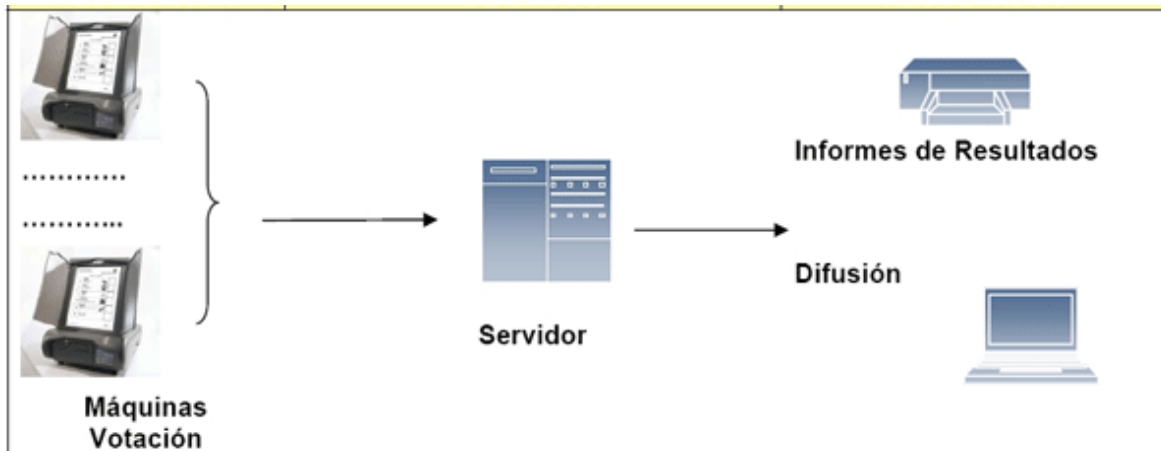 ............
............
Máquinas
Votación
Servidor
Informes de Resultados
Difusión